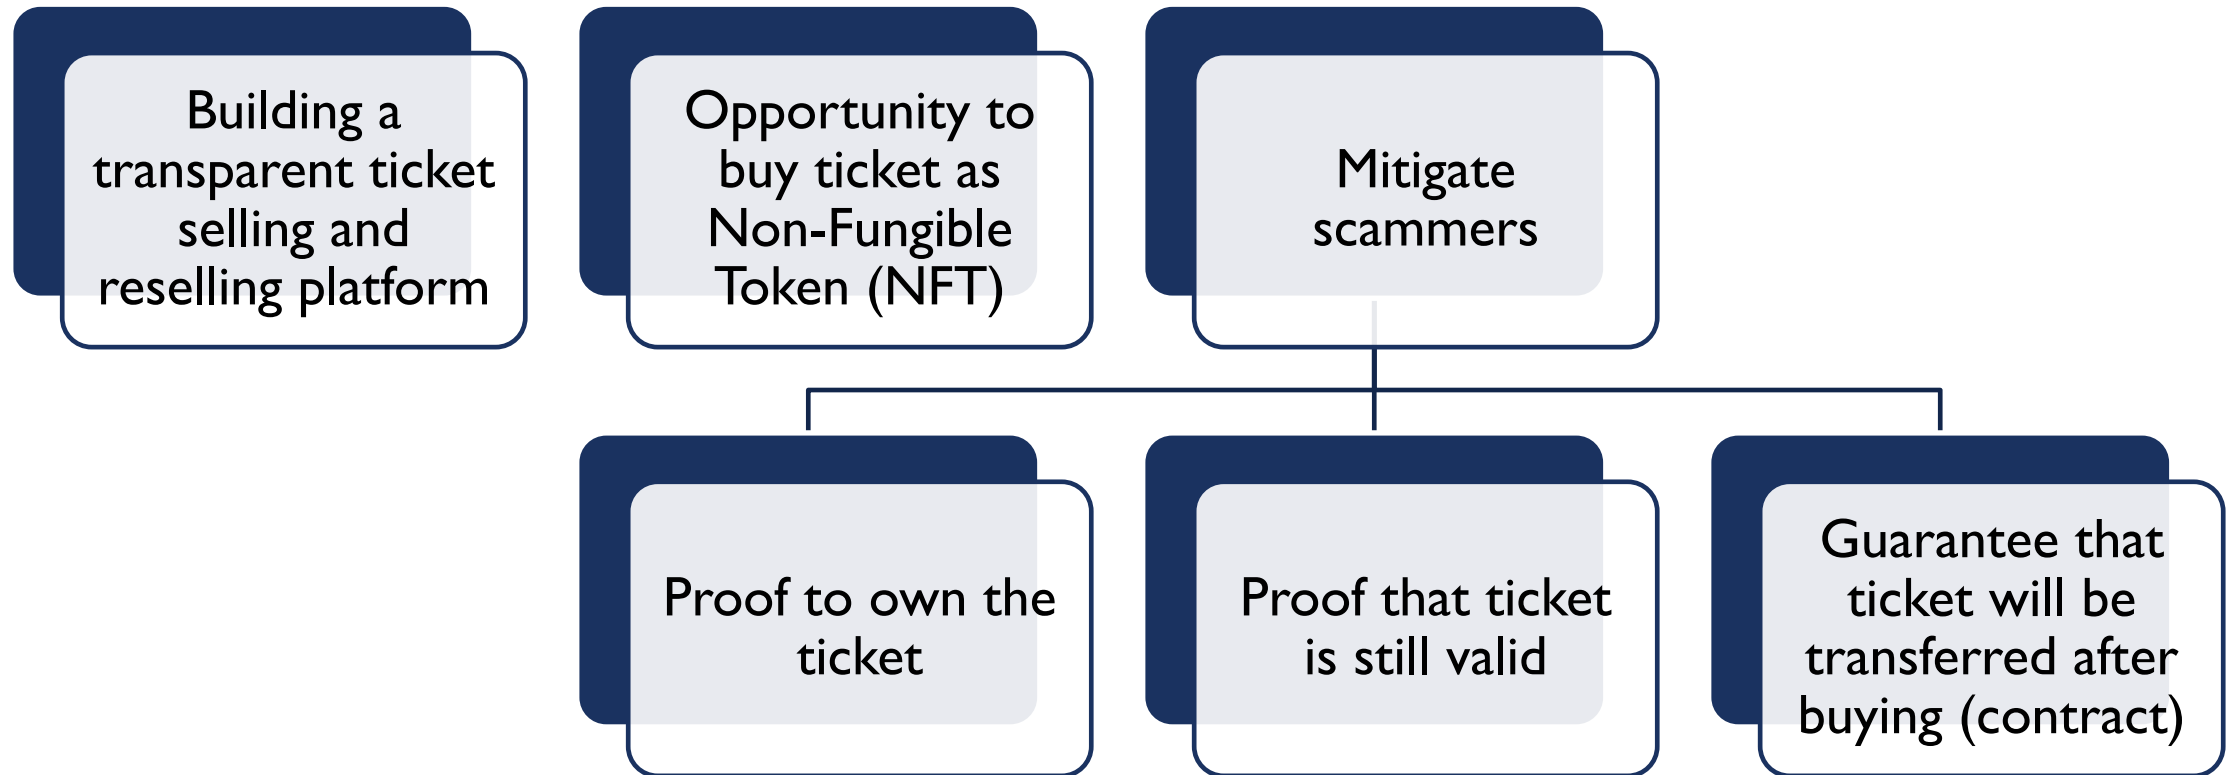 Building a
transparent ticket
selling and
reselling platform
Opportunity to
buy ticket as
Non-Fungible
Token (NFT)
Mitigate
scammers
Proof to own the
ticket
Proof that ticket
is still valid
Guarantee that
ticket will be
transferred after
buying (contract)